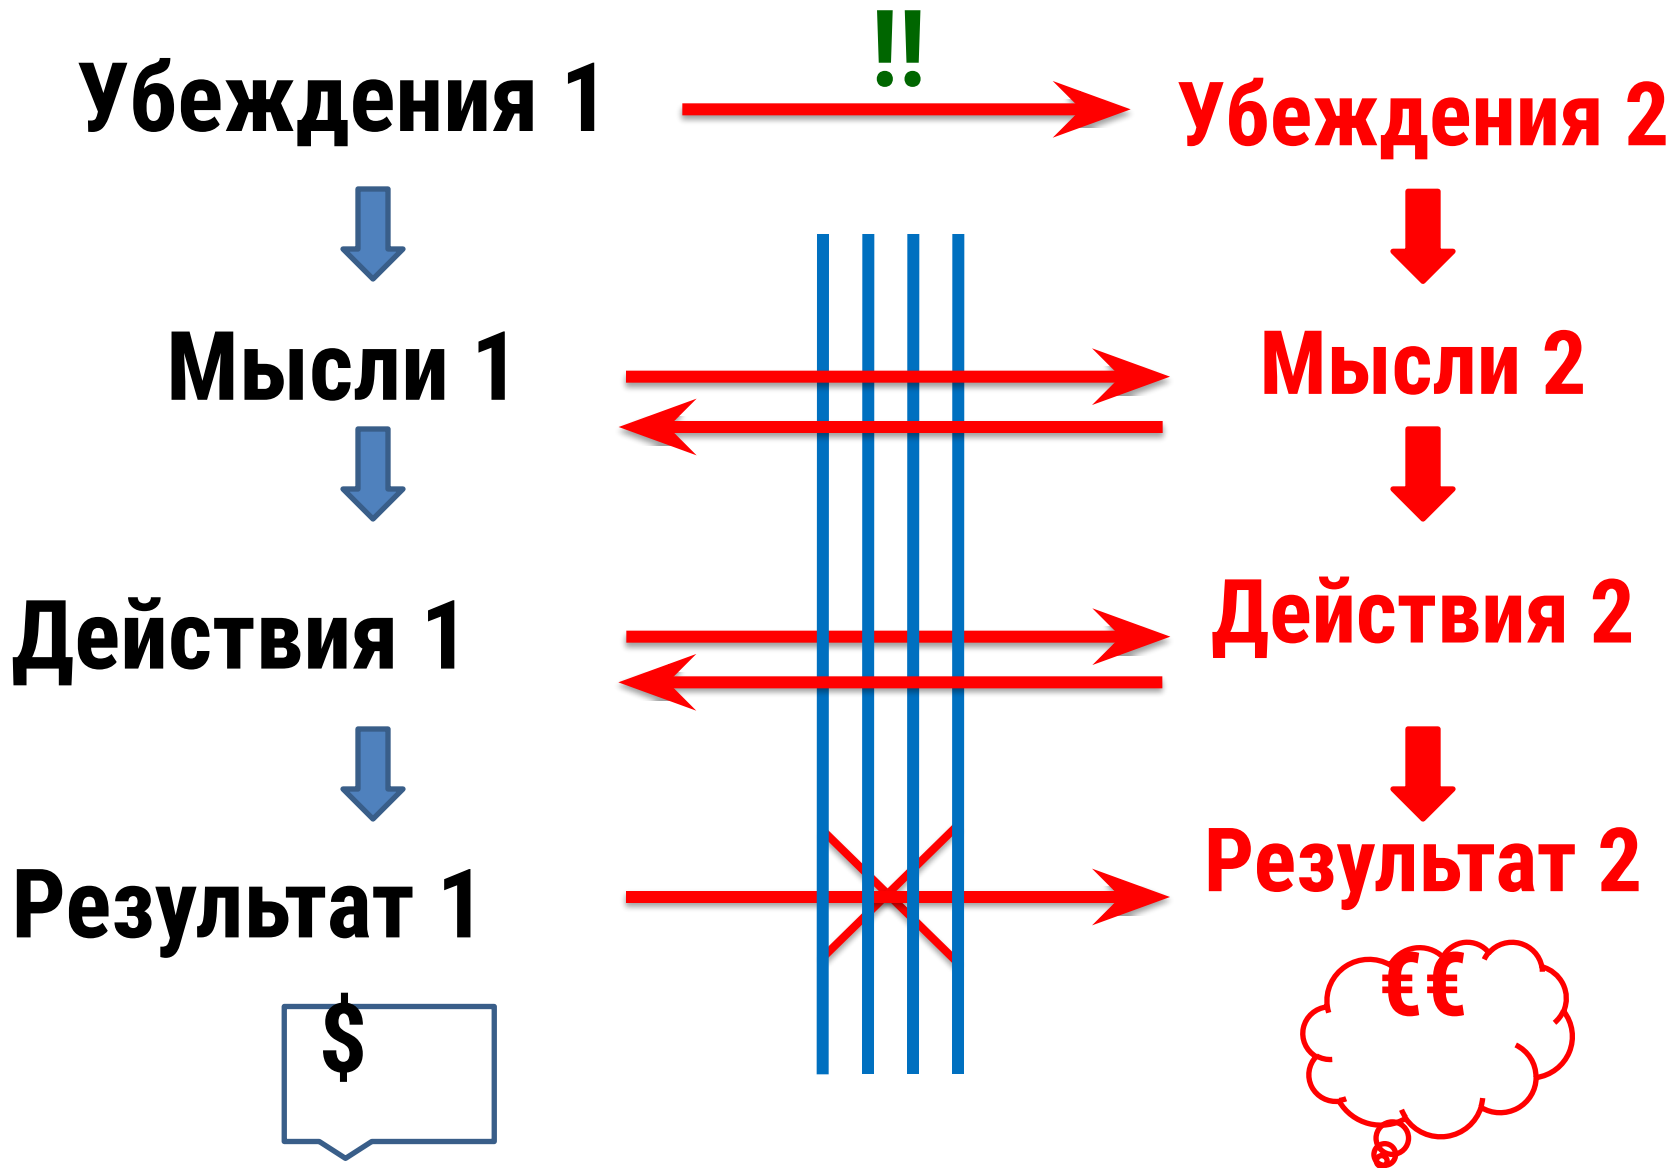 !!
Убеждения 1
Убеждения 2
Мысли 1
Мысли 2
Действия 1
Действия 2
Результат 1
Результат 2
$
€€